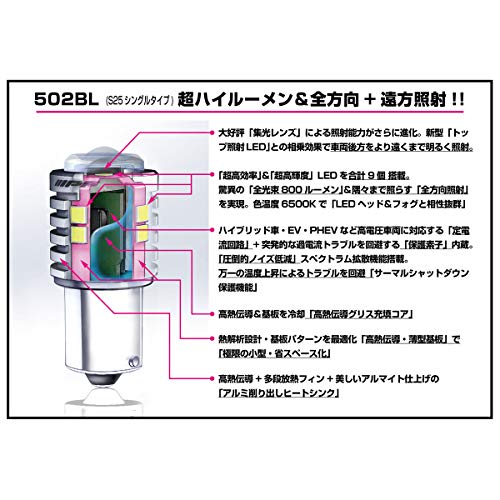 502BL (S25シングルタイプ) 超ハイルーメン&全方向+遠方照射!!
大好評「集光レンズ」による照射能力がさらに進化。新型「トッ
プ照射LED」との相乗効果で車両後方をより遠くまで明るく照射。
「超高効率」&「超高輝度」LEDを合計9個 搭載。
驚異の「全光束800ルーメン」&隅々まで照らす「全方向照射」
を実現。色温度6500Kで「LEDヘッド&フォグと相性抜群」
ハイブリッド車・EV・PHEVなど高電圧車両に対応する「定電
流回路」+突発的な過電流トラブルを回避する「保護素子」内蔵。
「圧倒的ノイズ低減」スペクトラム拡散機能搭載。
万一の温度上昇によるトラブルを回避「サーマルシャットダウン
保護機能」
高熱伝導&基板を冷却「高熱伝導グリス充填コア」
熱解析設計・基板パターンを最適化「高熱伝導・薄型基板」で
「極限の小型・省スペース化」
高熱伝導+多段放熱フィン+美しいアルマイト仕上げの
「アルミ削り出しヒートシンク」